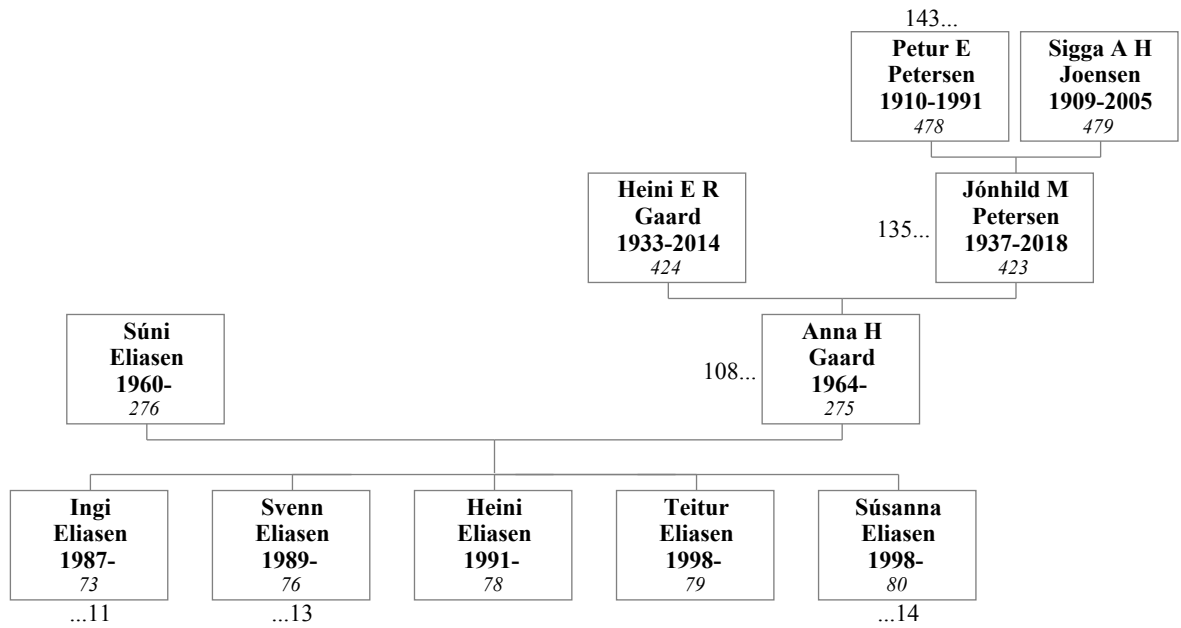 143...
Petur E
Petersen
1910-1991
478
Sigga A H
Joensen
1909-2005
479
Heini E R
Gaard
1933-2014
424
135...
Jónhild M
Petersen
1937-2018
423
Súni
Eliasen
1960-
276
108...
Anna H
Gaard
1964-
275
Ingi
Eliasen
1987-
73
...11
Svenn
Eliasen
1989-
76
...13
Heini
Eliasen
1991-
78
Teitur
Eliasen
1998-
79
Súsanna
Eliasen
1998-
80
...14